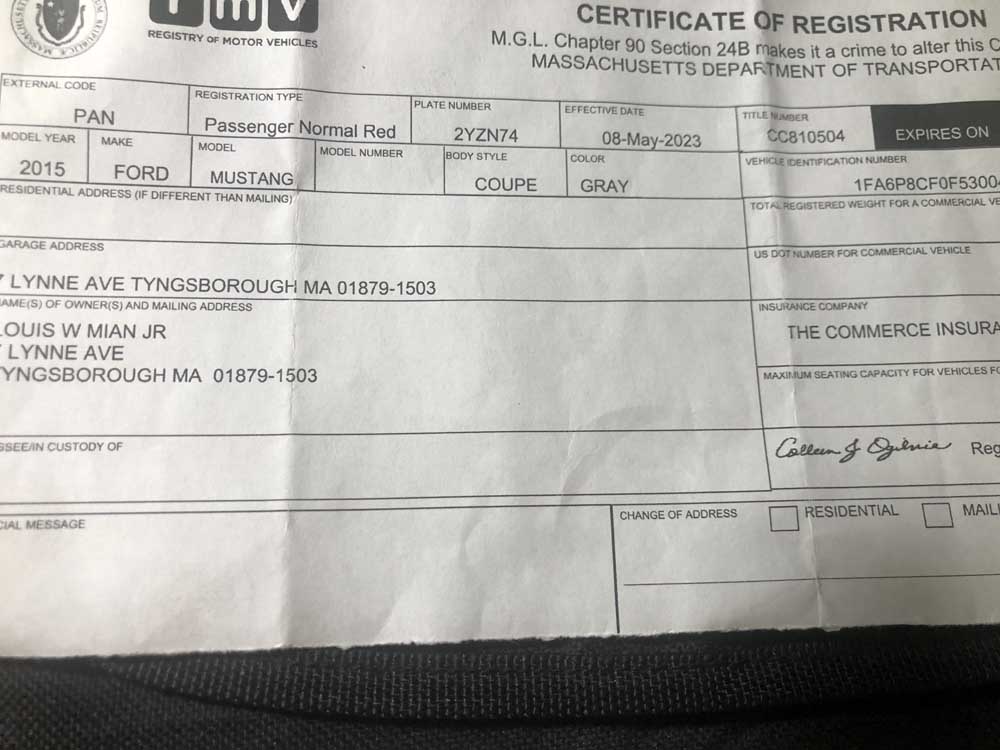 rmv
REGISTRY OF MOTOR VEHICLES
CERTIFICATE OF REGISTRATION
M.G.L. Chapter 90 Section 24B makes it a crime to alter this C
MASSACHUSETTS DEPARTMENT OF TRANSPORTAT
EXTERNAL CODE
PAN
REGISTRATION TYPE
Passenger Normal Red
PLATE NUMBER
2YZN74
EFFECTIVE DATE
08-May-2023
TITLE NUMBER
CC810504
EXPIRES ON
MODEL YEAR
2015
MAKE
FORD
MODEL
MUSTANG
MODEL NUMBER
BODY STYLE
COUPE
COLOR
GRAY
VEHICLE IDENTIFICATION NUMBER
1FA6P8CF0F5300
RESIDENTIAL ADDRESS (IF DIFFERENT THAN MAILING)
TOTAL REGISTERED WEIGHT FOR A COMMERCIAL VE
GARAGE ADDRESS
LYNNE AVE TYNGSBOROUGH MA 01879-1503
US DOT NUMBER FOR COMMERCIAL VEHICLE
AME(S) OF OWNER(S) AND MAILING ADDRESS
LOUIS W MIAN JR
LYNNE AVE
YNGSBOROUGH MA 01879-1503
INSURANCE COMPANY
THE COMMERCE INSURA
MAXIMUM SEATING CAPACITY FOR VEHICLES FO
SSEE/IN CUSTODY OF
Colleen J Ogilvie Reg
CIAL MESSAGE
CHANGE OF ADDRESS
RESIDENTIAL
MAILI